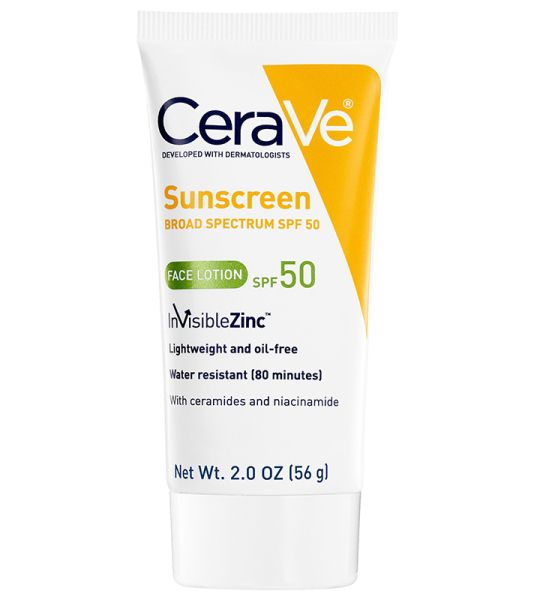 CeraVe®
DEVELOPED WITH DERMATOLOGISTS
Sunscreen
BROAD SPECTRUM SPF 50
FACE LOTION SPF 50
InVisibleZinc™
Lightweight and oil-free
Water resistant (80 minutes)
With ceramides and niacinamide
Net Wt. 2.0 OZ (56 g)